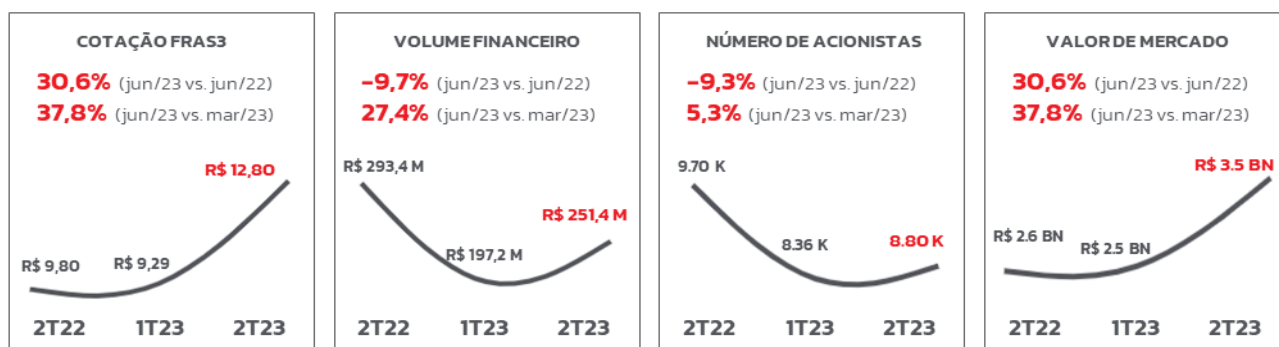 COTAÇÃO FRAS3
30,6% (jun/23 vs. jun/22)
37,8% (jun/23 vs. mar/23)
R$ 12,80
R$ 9,80
R$ 9,29
2T22 1T23 2T23
VOLUME FINANCEIRO
-9,7% (jun/23 vs. jun/22)
27,4% (jun/23 vs. mar/23)
R$ 293,4 M
R$ 251,4 M
R$ 197,2 M
2T22 1T23 2T23
NÚMERO DE ACIONISTAS
-9,3% (jun/23 vs. jun/22)
5,3% (jun/23 vs. mar/23)
9.70 K
8.36 K
8.80 K
2T22 1T23 2T23
VALOR DE MERCADO
30,6% (jun/23 vs. jun/22)
37,8% (jun/23 vs. mar/23)
R$ 3.5 BN
R$ 2.6 BN
R$ 2.5 BN
2T22 1T23 2T23